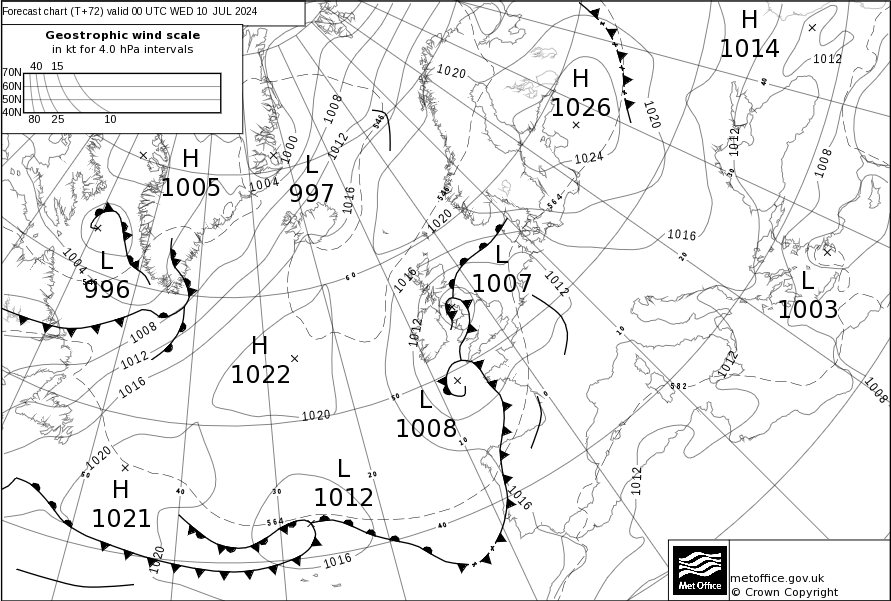 Forecast chart (T+72) valid 00 UTC WED 10 JUL 2024
Geostrophic wind scale
in kt for 4.0 hPa intervals
40 15
70N
60N
50N
40N
80 25 10
H
1014
1012
40
1020
H
1026
1020
1008
546
1012
1000
1012
1008
1024
H
1005
L
997
1004
1016
546
564
30
1020
1016
20
1004
L
996
60
1016
L
1007
1012
L
1003
1008
1012
1012
10
H
1022
1012
1016
582
1008
1020
50
L
1008
0
10
1020
50
H
1021
40
30
L
1012
20
564
40
1016
1012
1020
1016
metoffice.gov.uk
© Crown Copyright
Met Office